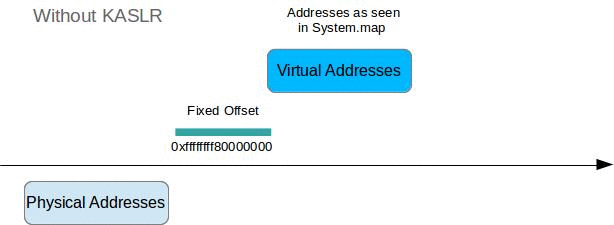 Without KASLR
Addresses as seen
in System.map
Virtual Addresses
Fixed Offset
0xffffffff80000000
Physical Addresses